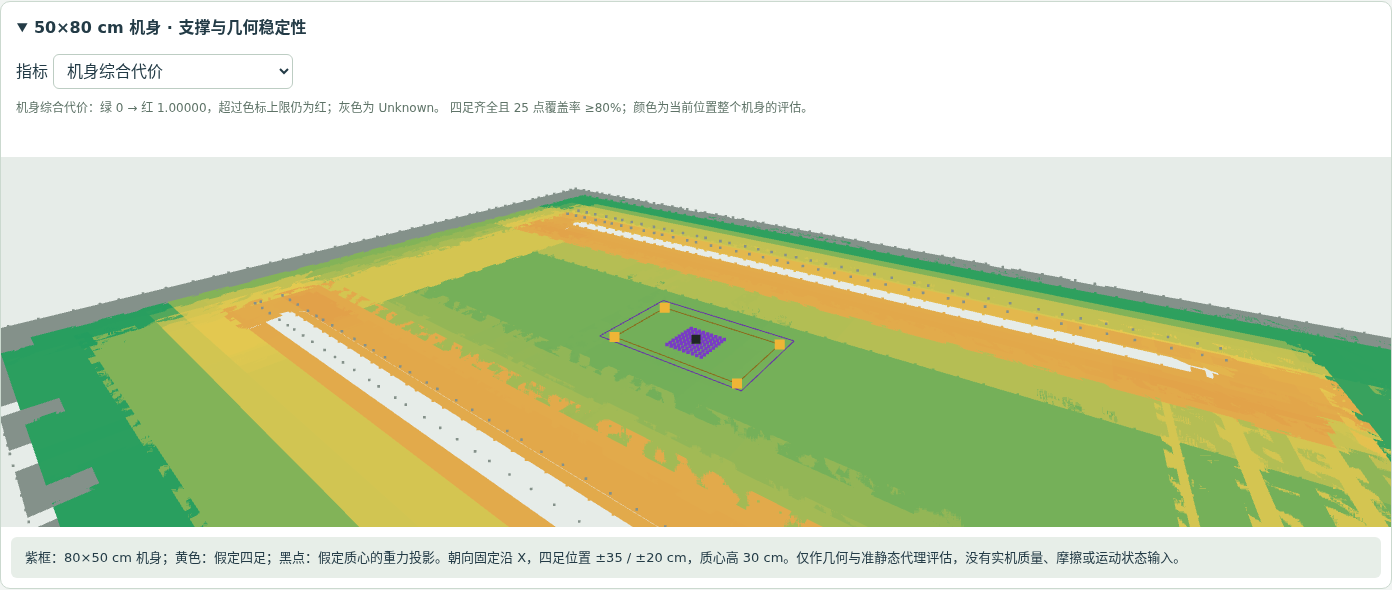 ▼ 50×80 cm 机身 · 支撑与几何稳定性
指标 机身综合代价
机身综合代价：绿 0 → 红 1.00000，超过色标上限仍为红；灰色为 Unknown。 四足齐全且 25 点覆盖率 ≥80%；颜色为当前位置整个机身的评估。
紫框：80×50 cm 机身；黄色：假定四足；黑点：假定质心的重力投影。朝向固定沿 X，四足位置 ±35 / ±20 cm，质心高 30 cm。仅作几何与准静态代理评估，没有实机质量、摩擦或运动状态输入。